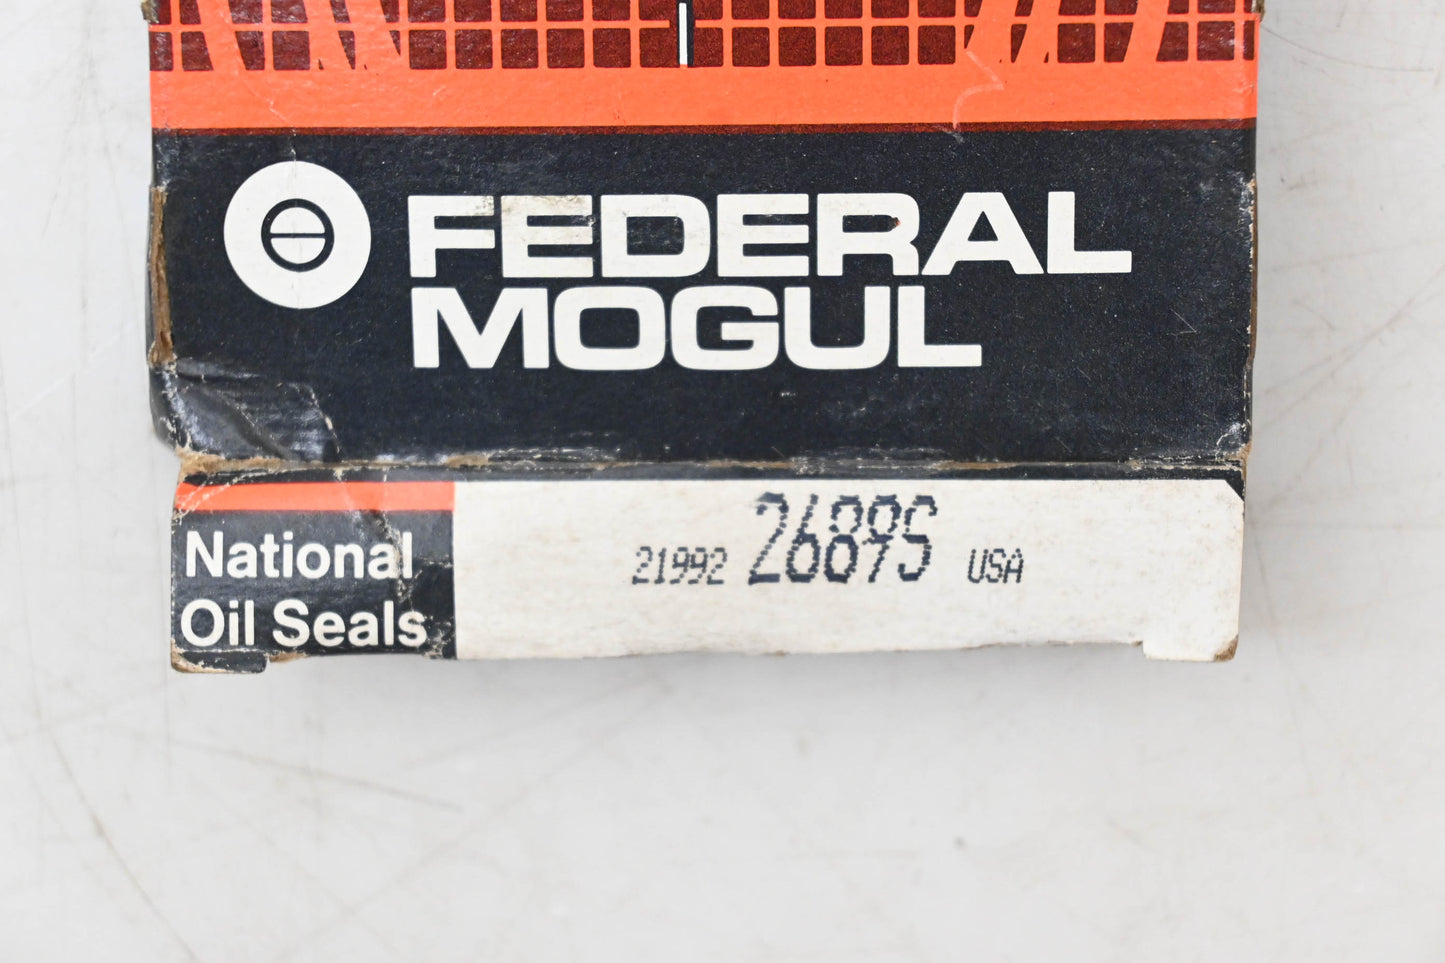 FEDERAL
MOGUL
National
Oil Seals
21992 2689S USA